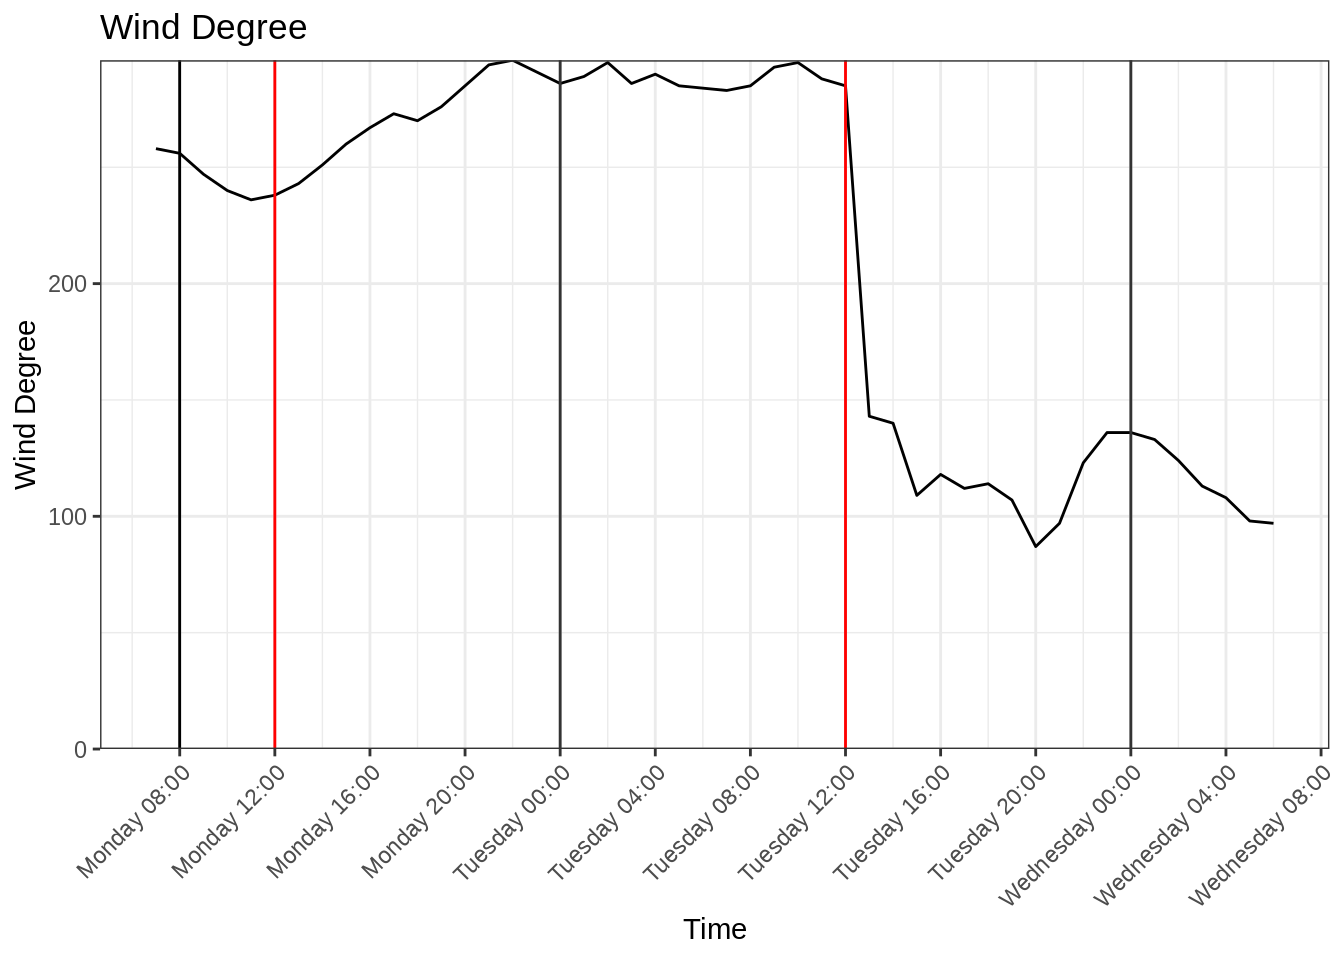 Wind Degree
Wind Degree
200
100
0
Monday 08:00
Monday 12:00
Monday 16:00
Monday 20:00
Tuesday 00:00
Tuesday 04:00
Tuesday 08:00
Tuesday 12:00
Tuesday 16:00
Tuesday 20:00
Wednesday 00:00
Wednesday 04:00
Wednesday 08:00
Time